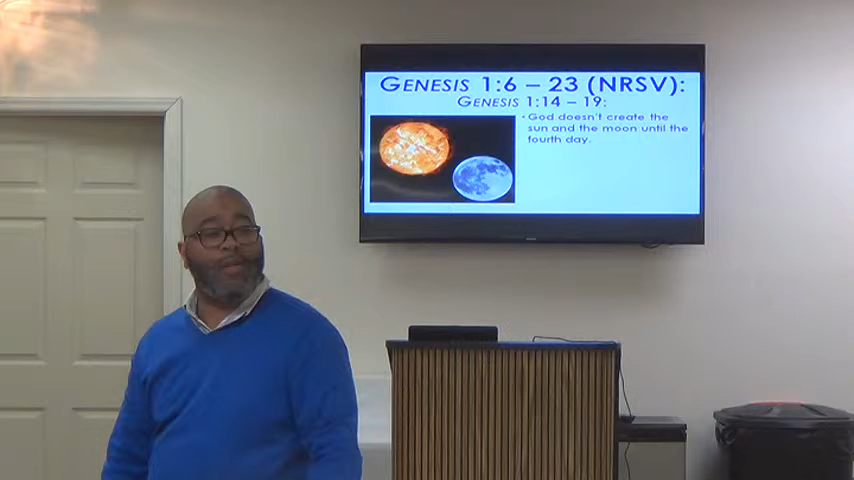 GENESIS 1:6 – 23 (NRSV):
GENESIS 1:14 – 19:
• God doesn't create the
sun and the moon until the
fourth day.